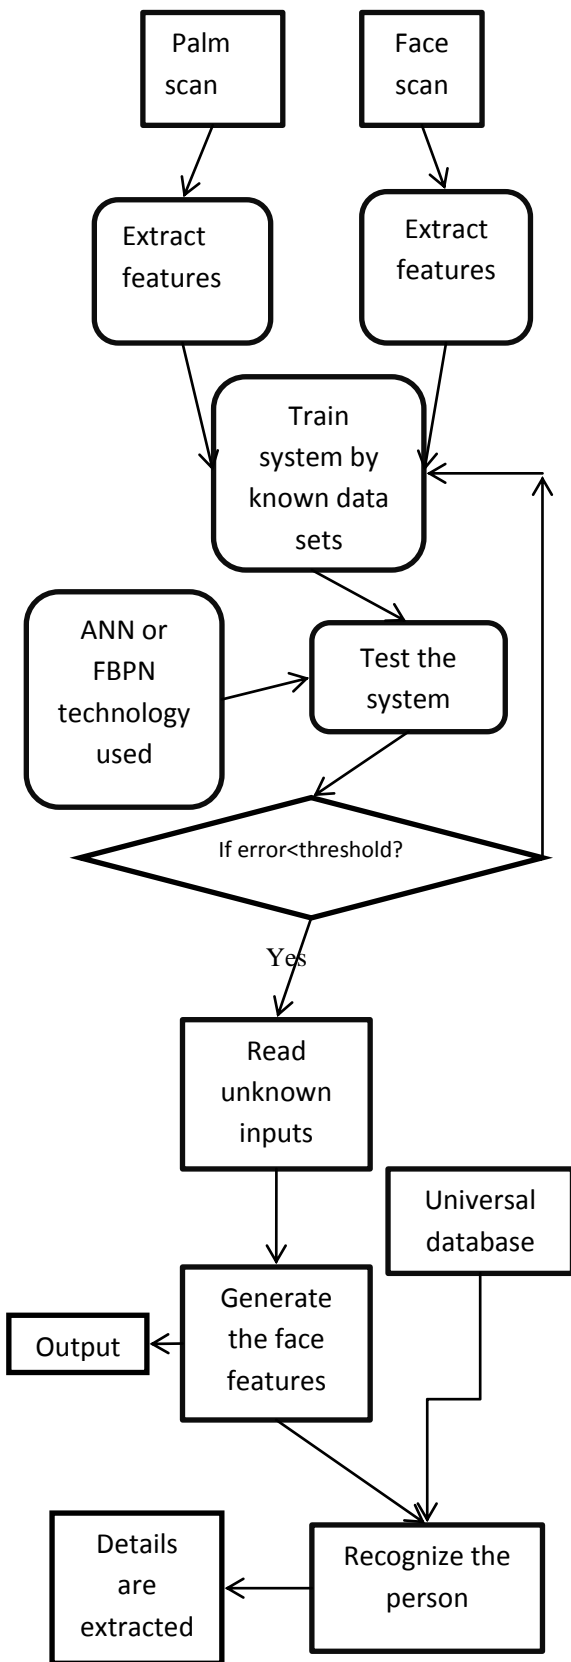 Palm
scan
Face
scan
Extract
features
Extract
features
Train
system by
known data
sets
ANN or
FBPN
technology
used
Test the
system
If error<threshold?
Yes
Read
unknown
inputs
Universal
database
Generate
the face
features
Output
Details
are
extracted
Recognize the
person